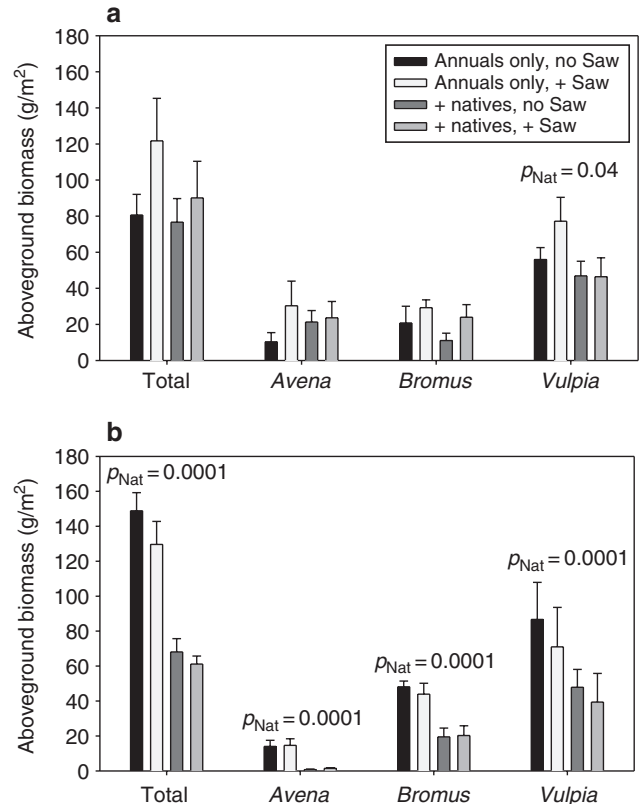 a
Aboveground biomass (g/m²)
180
160
140
120
100
80
60
40
20
0
Annuals only, no Saw
Annuals only, + Saw
+ natives, no Saw
+ natives, + Saw
pNat = 0.04
Total Avena Bromus Vulpia
b
Aboveground biomass (g/m²)
180
160
140
120
100
80
60
40
20
0
pNat = 0.0001
pNat = 0.0001
pNat = 0.0001
pNat = 0.0001
Total Avena Bromus Vulpia